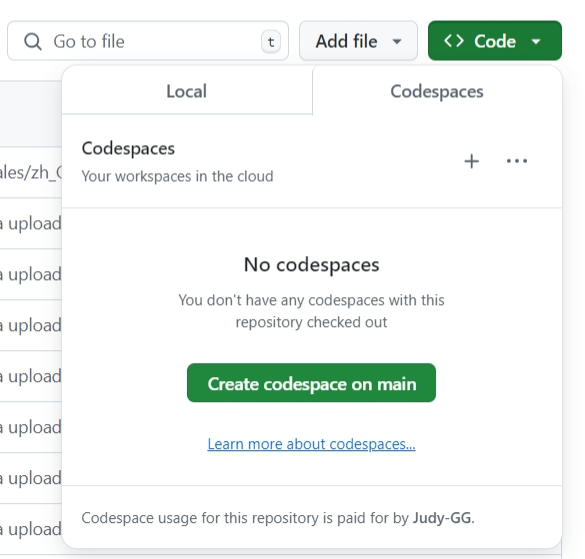 Go to file
t
Add file
<> Code
Local
Codespaces
Codespaces
Your workspaces in the cloud
ales/zh_
upload
upload
upload
upload
upload
upload
upload
No codespaces
You don't have any codespaces with this
repository checked out
Create codespace on main
Learn more about codespaces...
Codespace usage for this repository is paid for by Judy-GG.